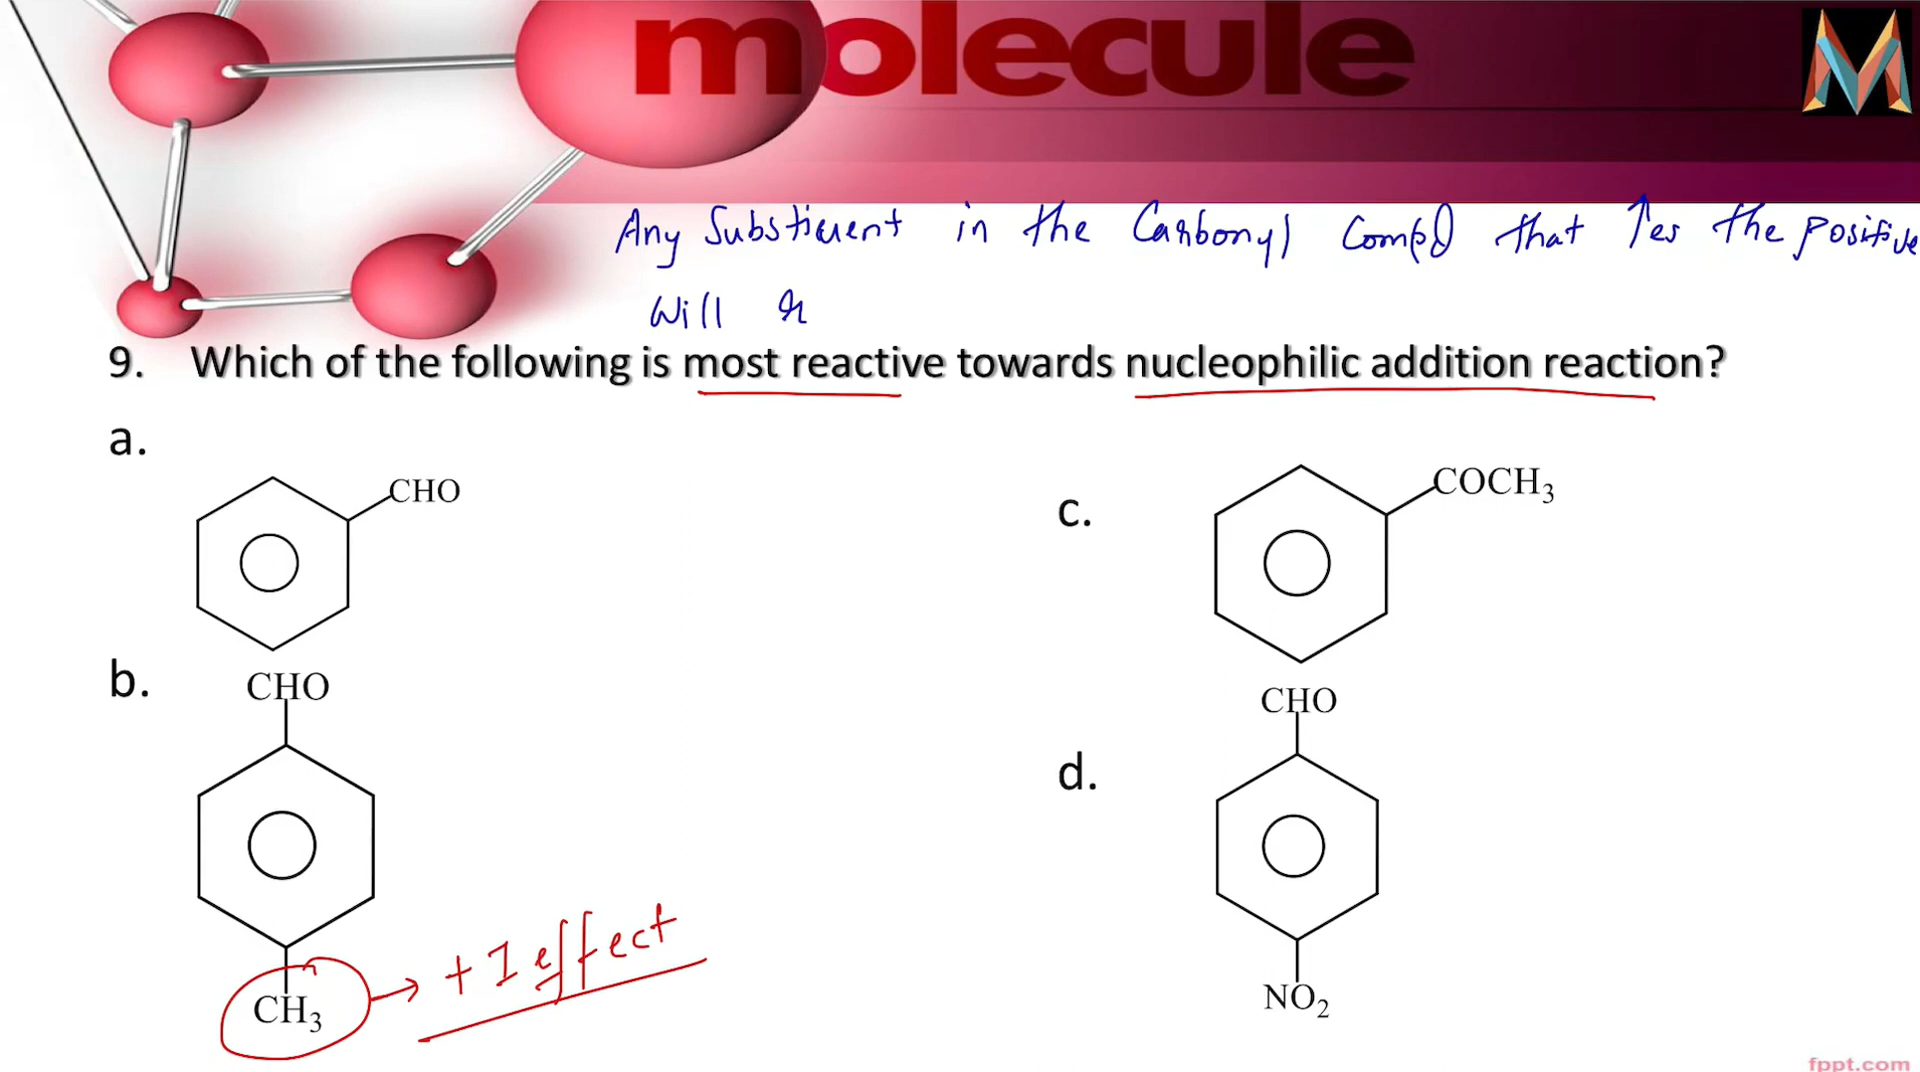 molecule
Any Substituent in the Carbonyl Compd that ↑es the positive
will
9. Which of the following is most reactive towards nucleophilic addition reaction?
a.
CHO
c.
COCH3
b.
CHO
CH3
+I effect
d.
CHO
NO2
fppt.com